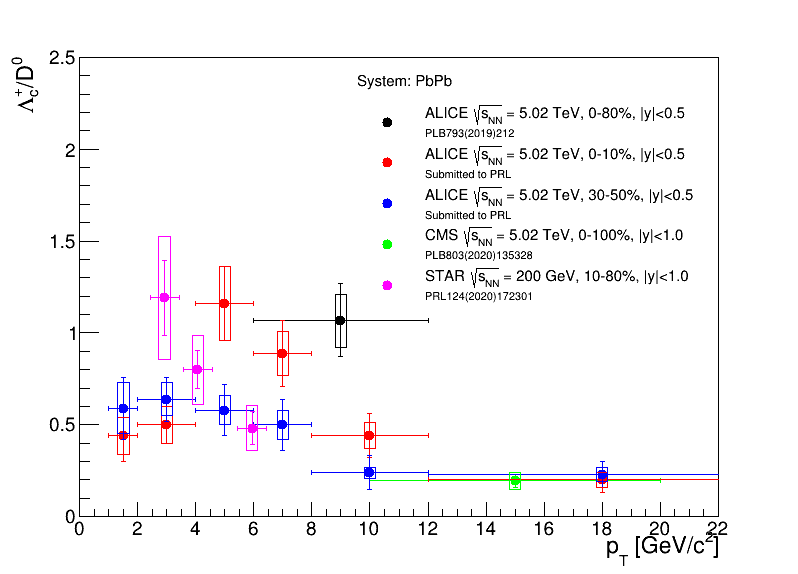 2.5
Λc+/D0
System: PbPb
ALICE √sNN = 5.02 TeV, 0-80%, |y|<0.5
PLB793(2019)212
2
ALICE √sNN = 5.02 TeV, 0-10%, |y|<0.5
Submitted to PRL
ALICE √sNN = 5.02 TeV, 30-50%, |y|<0.5
Submitted to PRL
1.5
CMS √sNN = 5.02 TeV, 0-100%, |y|<1.0
PLB803(2020)135328
STAR √sNN = 200 GeV, 10-80%, |y|<1.0
PRL124(2020)172301
1
0.5
0
0 2 4 6 8 10 12 14 16 18 20 22
pT [GeV/c2]